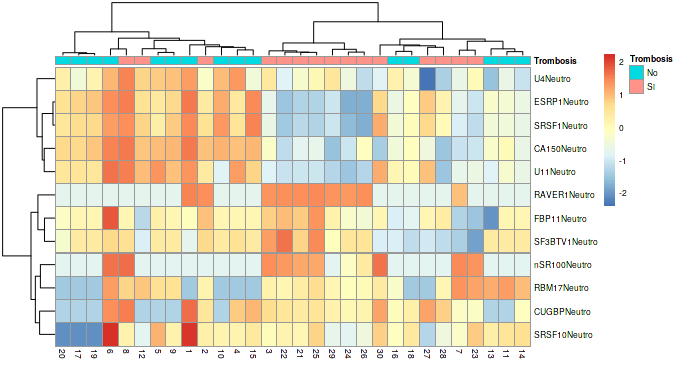 Trombosis
U4Neutro
ESRP1Neutro
SRSF1Neutro
CA150Neutro
U11Neutro
RAVER1Neutro
FBP11Neutro
SF3BTV1Neutro
nSR100Neutro
RBM17Neutro
CUGBPNeutro
SRSF10Neutro
20 17 19 6 8 12 5 9 1 2 10 4 15 3 22 21 25 29 24 26 30 16 18 27 28 7 23 13 11 14
2
1
0
-1
-2
Trombosis
No
SI